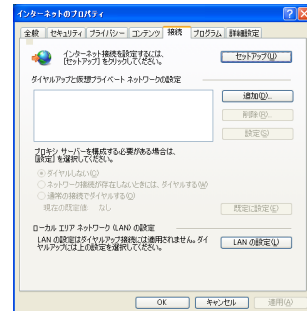 インターネットのプロパティ
全般 セキュリティ プライバシー コンテンツ 接続 プログラム 詳細設定
インターネット接続を設定するには、
[セットアップ] をクリックしてください。
セットアップ(U)
ダイヤルアップと仮想プライベート ネットワークの設定
追加(D)...
削除(R)...
設定(S)
プロキシ サーバーを構成する必要がある場合は、
[設定] を選択してください。
ダイヤルしない(C)
ネットワーク接続が存在しないときには、ダイヤルする(W)
通常の接続でダイヤルする(O)
現在の既定値: なし
既定に設定(E)
ローカル エリア ネットワーク (LAN) の設定
LAN の設定はダイヤルアップ接続には適用されません。ダイ
ヤルアップには上の設定を選択してください。
LAN の設定(L)
OK
キャンセル
適用(A)